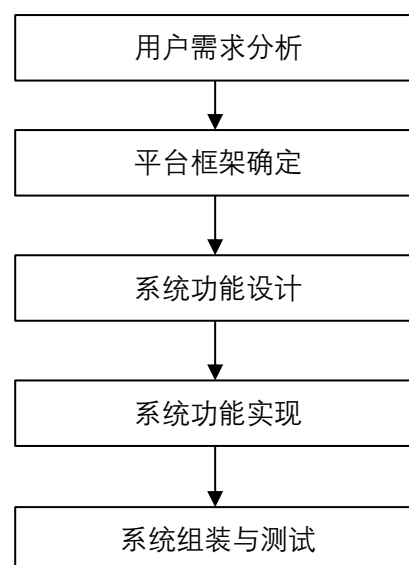 用户需求分析
平台框架确定
系统功能设计
系统功能实现
系统组装与测试